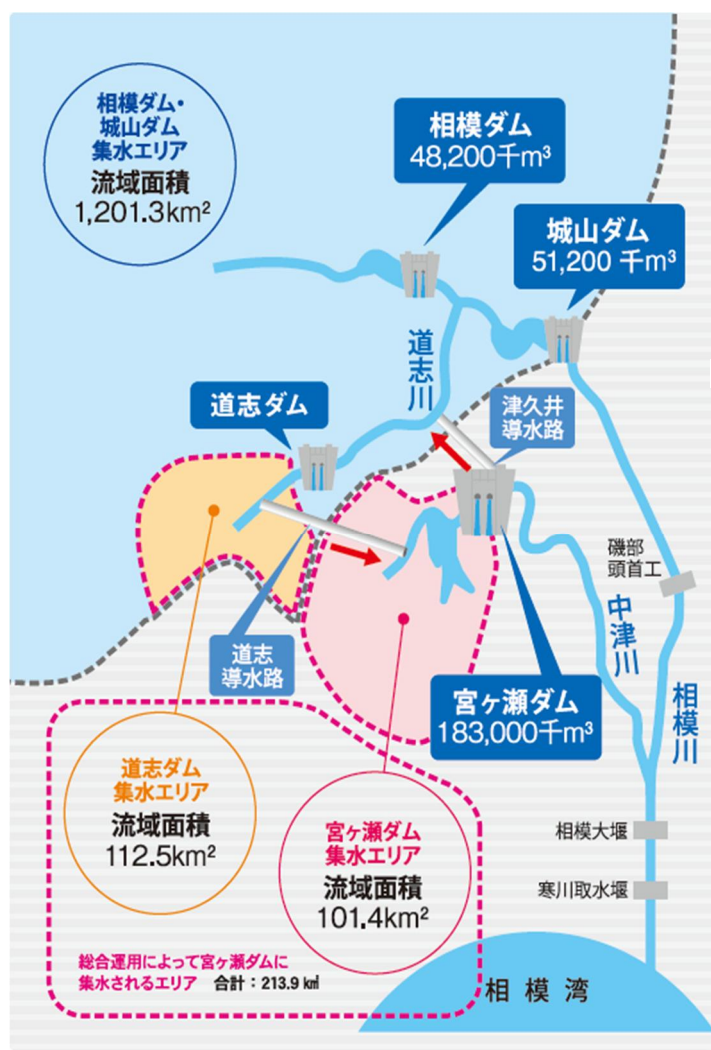 相模ダム・
城山ダム
集水エリア
流域面積
1,201.3km²
相模ダム
48,200千m³
城山ダム
51,200 千m³
道志川
道志ダム
津久井
導水路
磯部
頭首工
中津川
相模川
道志
導水路
宮ヶ瀬ダム
183,000千m³
道志ダム
集水エリア
流域面積
112.5km²
宮ヶ瀬ダム
集水エリア
流域面積
101.4km²
相模大堰
寒川取水堰
総合運用によって宮ヶ瀬ダムに
集水されるエリア 合計：213.9㎢
相模湾